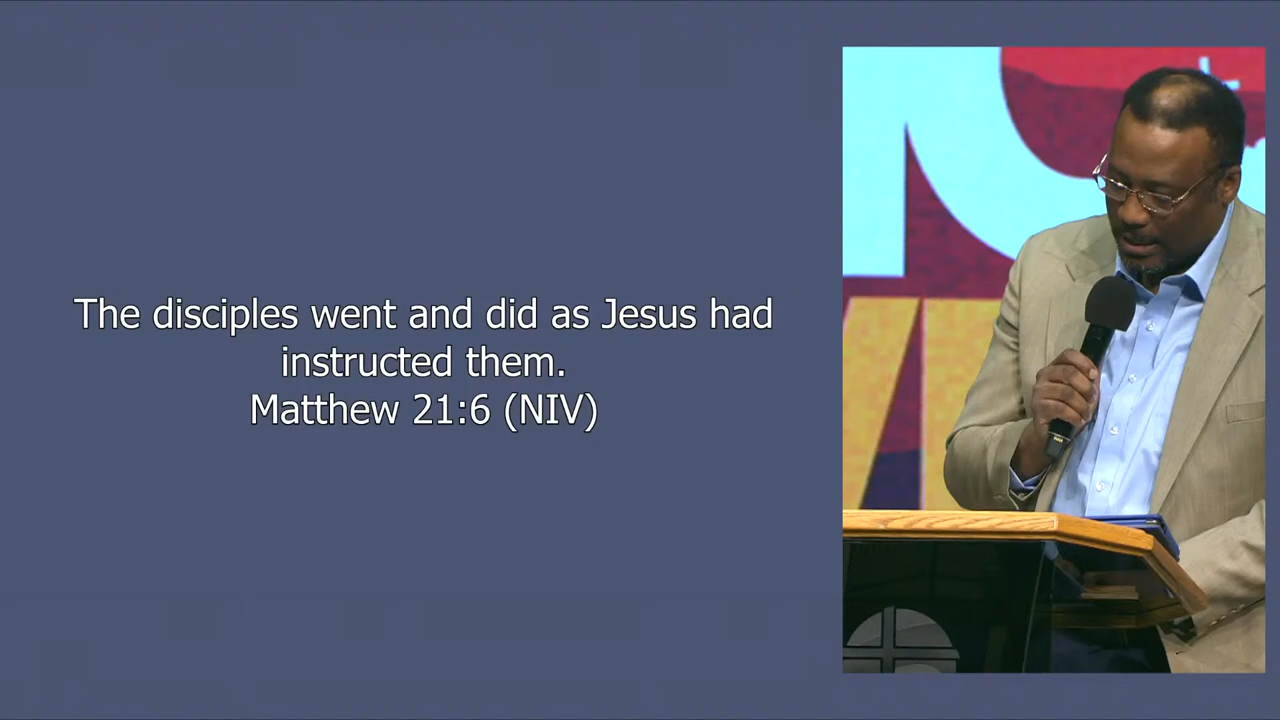 The disciples went and did as Jesus had
instructed them.
Matthew 21:6 (NIV)